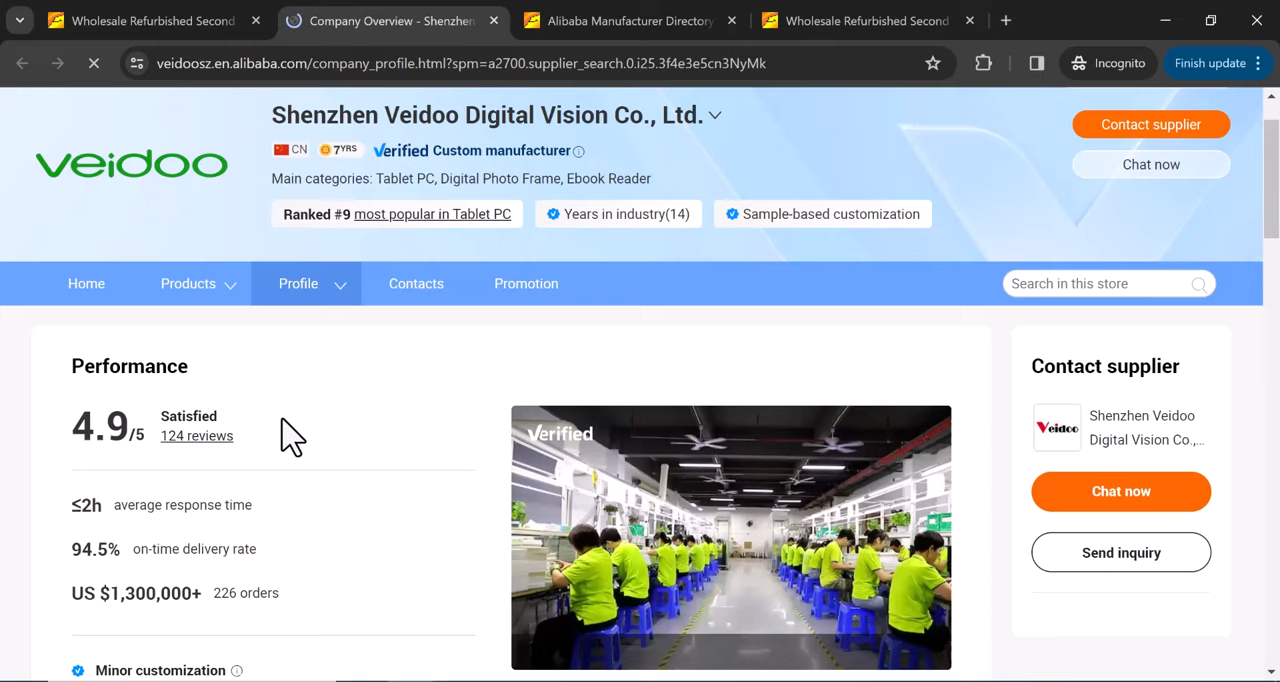 Wholesale Refurbished Second
Company Overview - Shenzhen
Alibaba Manufacturer Directory
Wholesale Refurbished Second
veidoosz.en.alibaba.com/company_profile.html?spm=a2700.supplier_search.0.i25.3f4e3e5cn3NyMk
Incognito
Finish update
veidoo
Shenzhen Veidoo Digital Vision Co., Ltd.
CN
7YRS
Verified Custom manufacturer
Main categories: Tablet PC, Digital Photo Frame, Ebook Reader
Ranked #9 most popular in Tablet PC
Years in industry(14)
Sample-based customization
Contact supplier
Chat now
Home
Products
Profile
Contacts
Promotion
Search in this store
Performance
4.9/5
Satisfied
124 reviews
≤2h average response time
94.5% on-time delivery rate
US $1,300,000+ 226 orders
Minor customization
Verified
Contact supplier
Veidoo
Shenzhen Veidoo
Digital Vision Co.,...
Chat now
Send inquiry